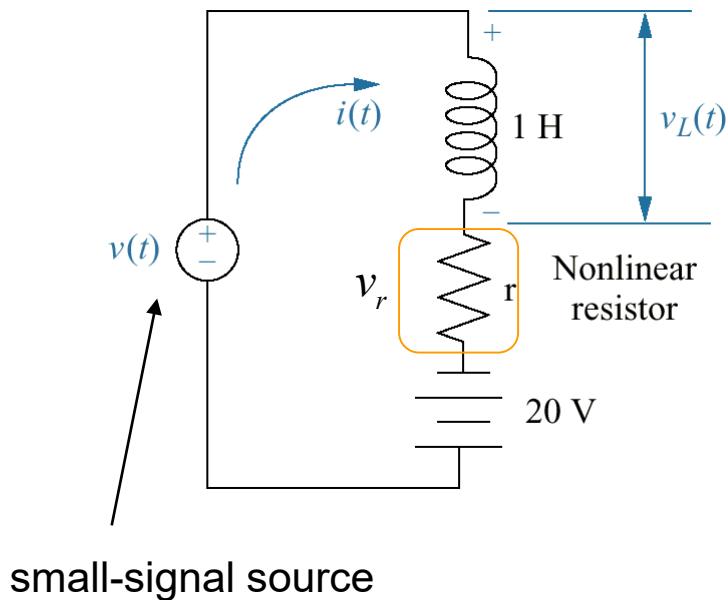 +
i(t)
1 H
v_L(t)
−
v(t)
+
−
v_r
r
Nonlinear
resistor
20 V
small-signal source